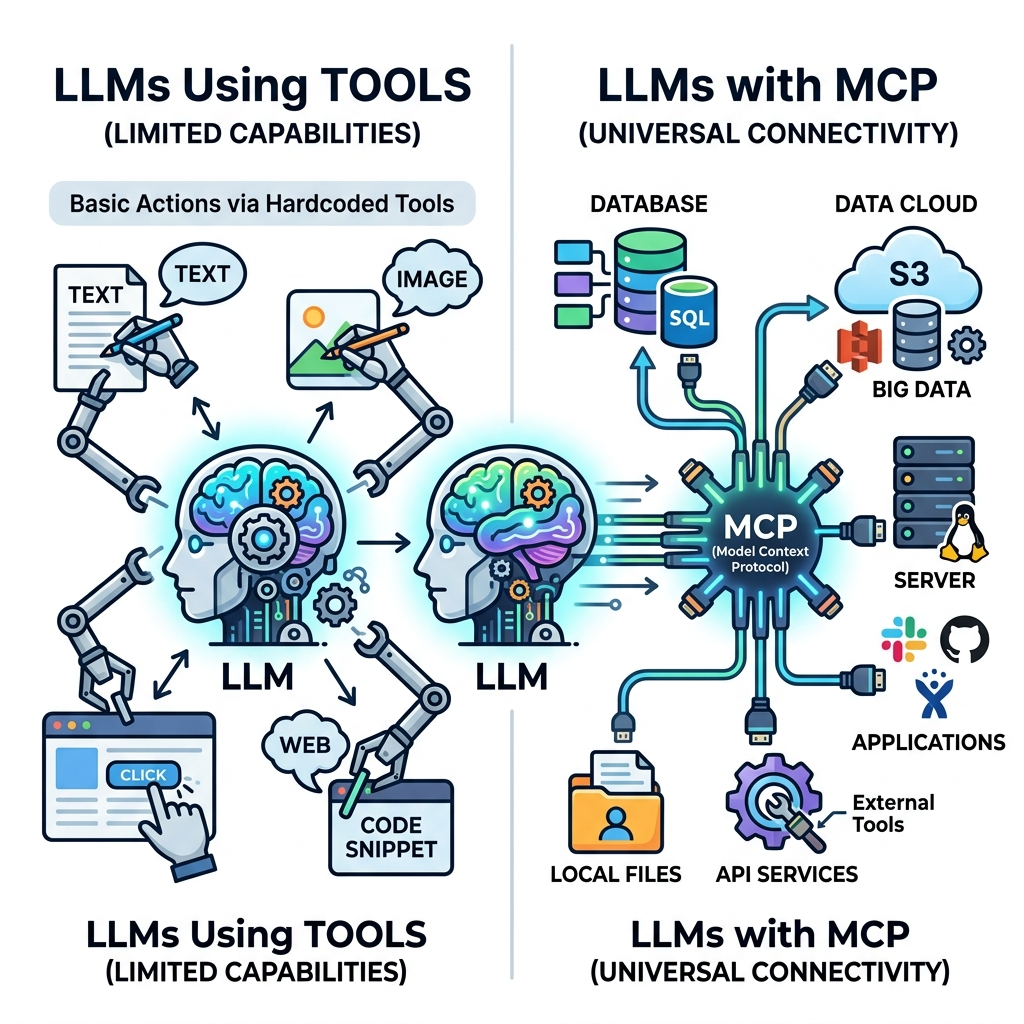 LLMs Using TOOLS
(LIMITED CAPABILITIES)
Basic Actions via Hardcoded Tools
TEXT
TEXT
IMAGE
LLM
CLICK
WEB
CODE
SNIPPET
LLMs Using TOOLS
(LIMITED CAPABILITIES)
LLMs with MCP
(UNIVERSAL CONNECTIVITY)
DATABASE
SQL
DATA CLOUD
S3
BIG DATA
LLM
MCP
(Model Context
Protocol)
SERVER
APPLICATIONS
LOCAL FILES
API SERVICES
External
Tools
LLMs with MCP
(UNIVERSAL CONNECTIVITY)